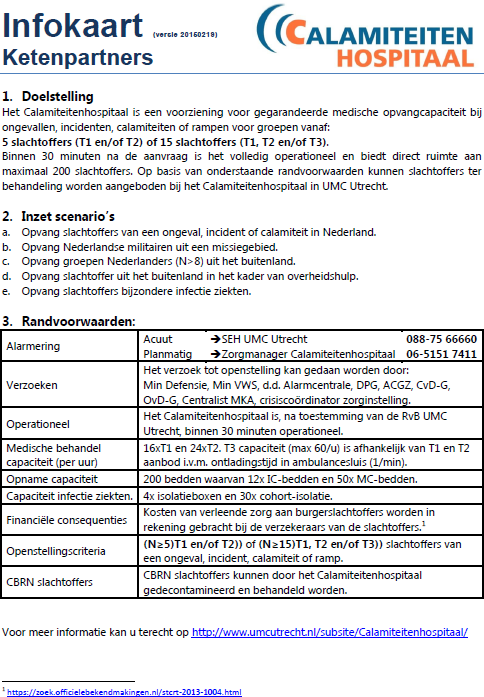 Infokaart (versie 20150219)
Ketenpartners
CALAMITEITEN
HOSPITAAL
1. Doelstelling
Het Calamiteitenhospitaal is een voorziening voor gegarandeerde medische opvangcapaciteit bij
ongevallen, incidenten, calamiteiten of rampen voor groepen vanaf:
5 slachtoffers (T1 en/of T2) of 15 slachtoffers (T1, T2 en/of T3).
Binnen 30 minuten na de aanvraag is het volledig operationeel en biedt direct ruimte aan
maximaal 200 slachtoffers. Op basis van onderstaande randvoorwaarden kunnen slachtoffers ter
behandeling worden aangeboden bij het Calamiteitenhospitaal in UMC Utrecht.
2. Inzet scenario's
a. Opvang slachtoffers van een ongeval, incident of calamiteit in Nederland.
b. Opvang Nederlandse militairen uit een missiegebied.
c. Opvang groepen Nederlanders (N>8) uit het buitenland.
d. Opvang slachtoffer uit het buitenland in het kader van overheidshulp.
e. Opvang slachtoffers bijzondere infectie ziekten.
3. Randvoorwaarden:
Alarmering
Acuut ➔SEH UMC Utrecht 088-75 66660
Planmatig ➔Zorgmanager Calamiteitenhospitaal 06-5151 7411
Verzoeken
Het verzoek tot openstelling kan gedaan worden door:
Min Defensie, Min VWS, d.d. Alarmcentrale, DPG, ACGZ, CvD-G,
OvD-G, Centralist MKA, crisiscoördinator zorginstelling.
Operationeel
Het Calamiteitenhospitaal is, na toestemming van de RvB UMC
Utrecht, binnen 30 minuten operationeel.
Medische behandel
capaciteit (per uur)
16xT1 en 24xT2. T3 capaciteit (max 60/u) is afhankelijk van T1 en T2
aanbod i.v.m. ontladingstijd in ambulancesluis (1/min).
Opname capaciteit
200 bedden waarvan 12x IC-bedden en 50x MC-bedden.
Capaciteit infectie ziekten.
4x isolatieboxen en 30x cohort-isolatie.
Financiële consequenties
Kosten van verleende zorg aan burgerslachtoffers worden in
rekening gebracht bij de verzekeraars van de slachtoffers.1
Openstellingscriteria
(N≥5)T1 en/of T2)) of (N≥15)T1, T2 en/of T3)) slachtoffers van
een ongeval, incident, calamiteit of ramp.
CBRN slachtoffers
CBRN slachtoffers kunnen door het Calamiteitenhospitaal
gedecontamineerd en behandeld worden.
Voor meer informatie kan u terecht op http://www.umcutrecht.nl/subsite/Calamiteitenhospitaal/
1 https://zoek.officielebekendmakingen.nl/stcrt-2013-1004.html